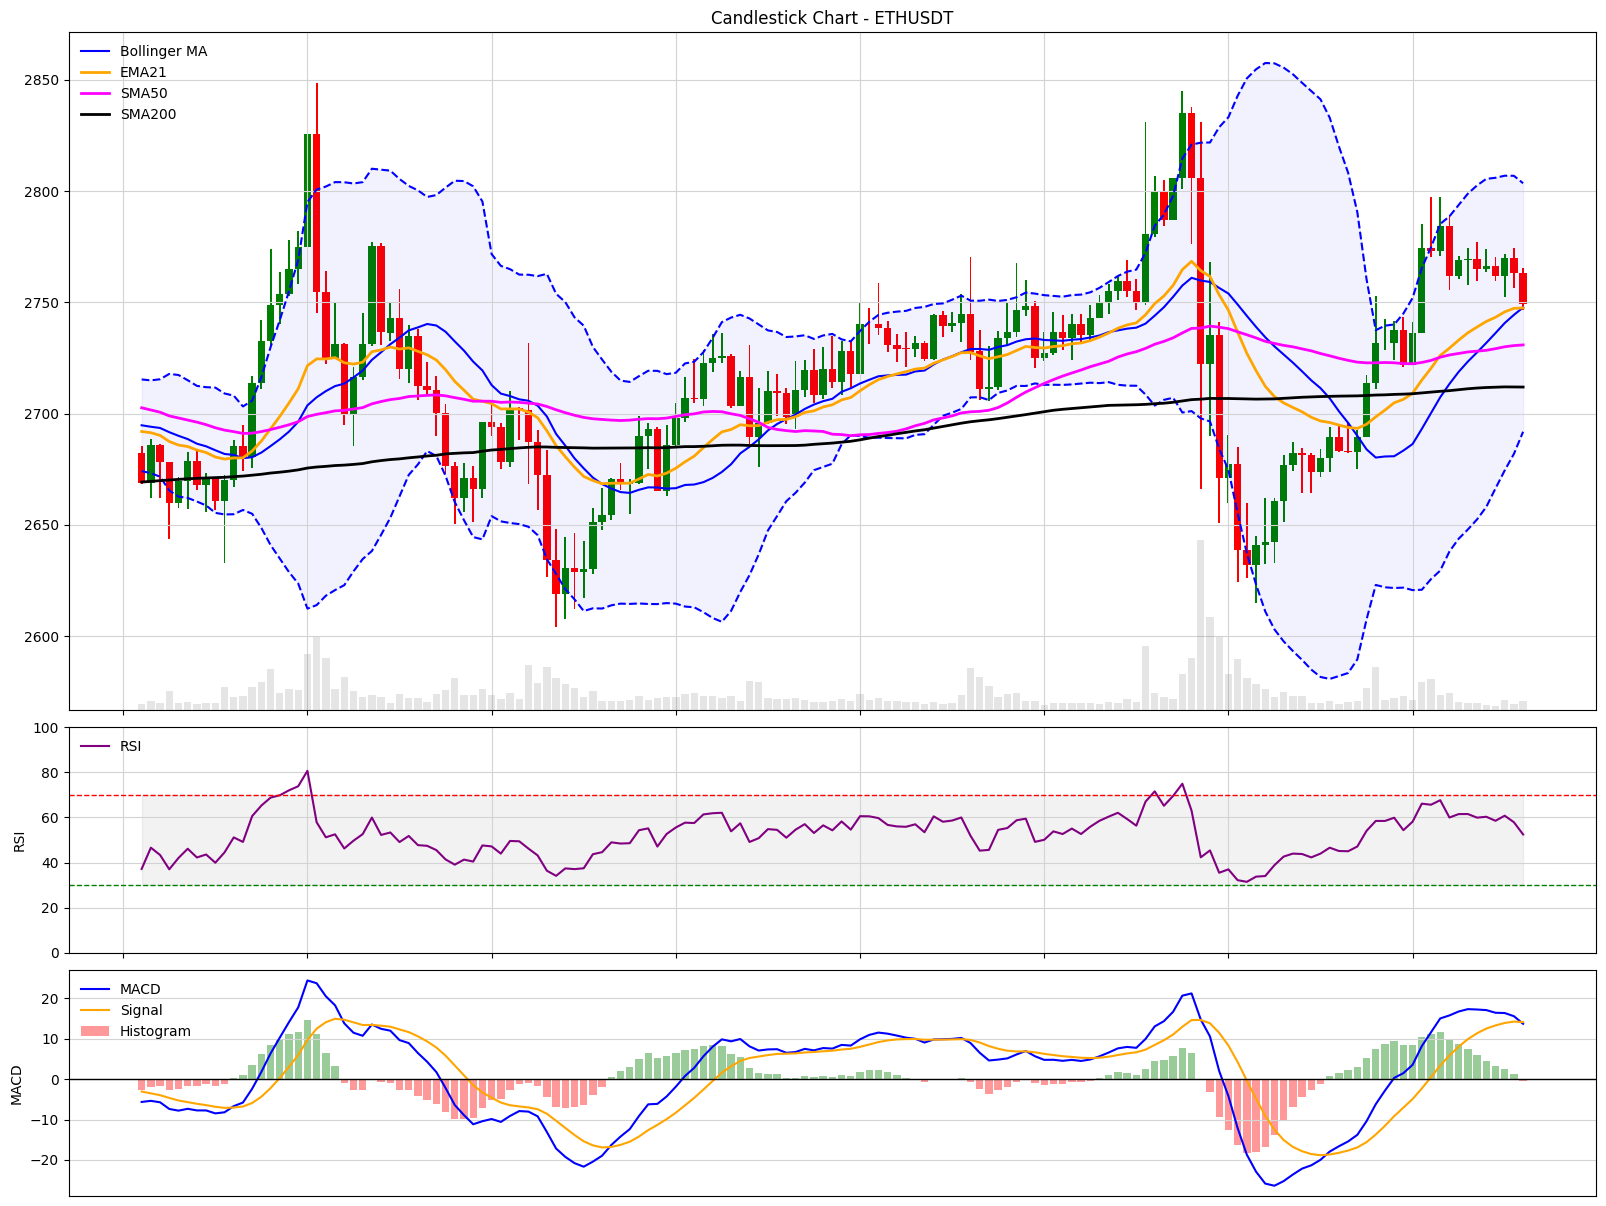 Candlestick Chart - ETHUSDT
Bollinger MA
EMA21
SMA50
SMA200
2850
2800
2750
2700
2650
2600
RSI
100
80
60
40
20
0
RSI
MACD
Signal
Histogram
20
10
0
−10
−20
MACD